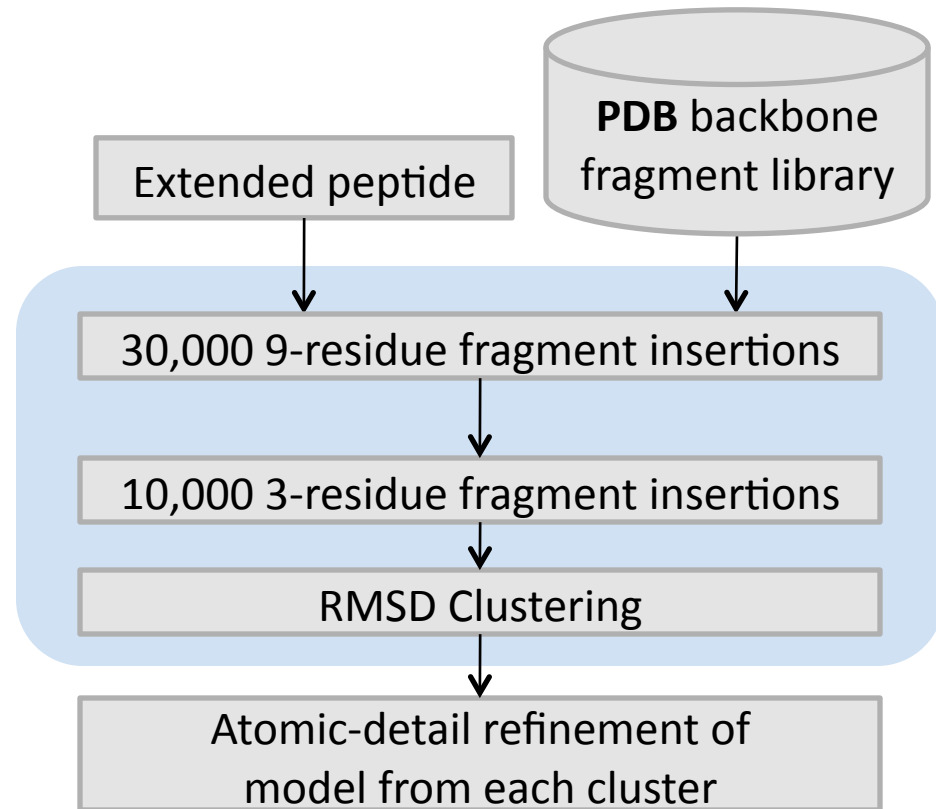 PDB backbone
fragment library
Extended peptide
30,000 9-residue fragment insertions
10,000 3-residue fragment insertions
RMSD Clustering
Atomic-detail refinement of
model from each cluster